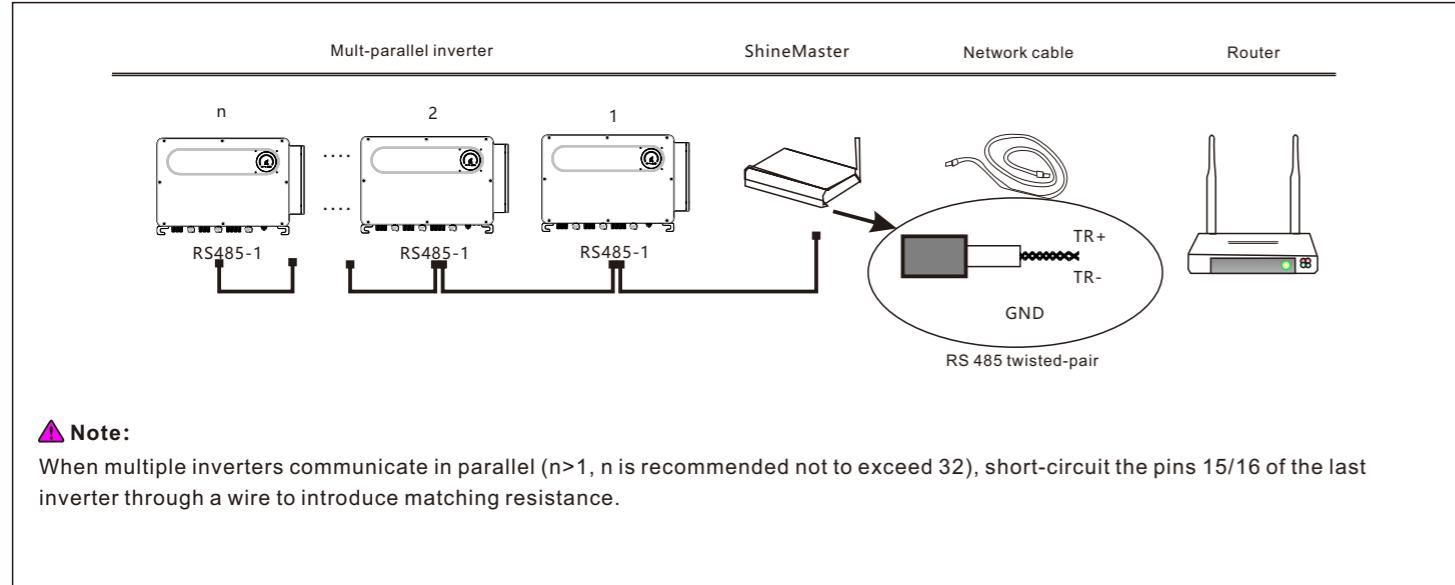 Mult-parallel inverter
ShineMaster
Network cable
Router
n
2
1
RS485-1
RS485-1
RS485-1
TR+
TR-
GND
RS 485 twisted-pair
Note:
When multiple inverters communicate in parallel (n>1, n is recommended not to exceed 32), short-circuit the pins 15/16 of the last
inverter through a wire to introduce matching resistance.